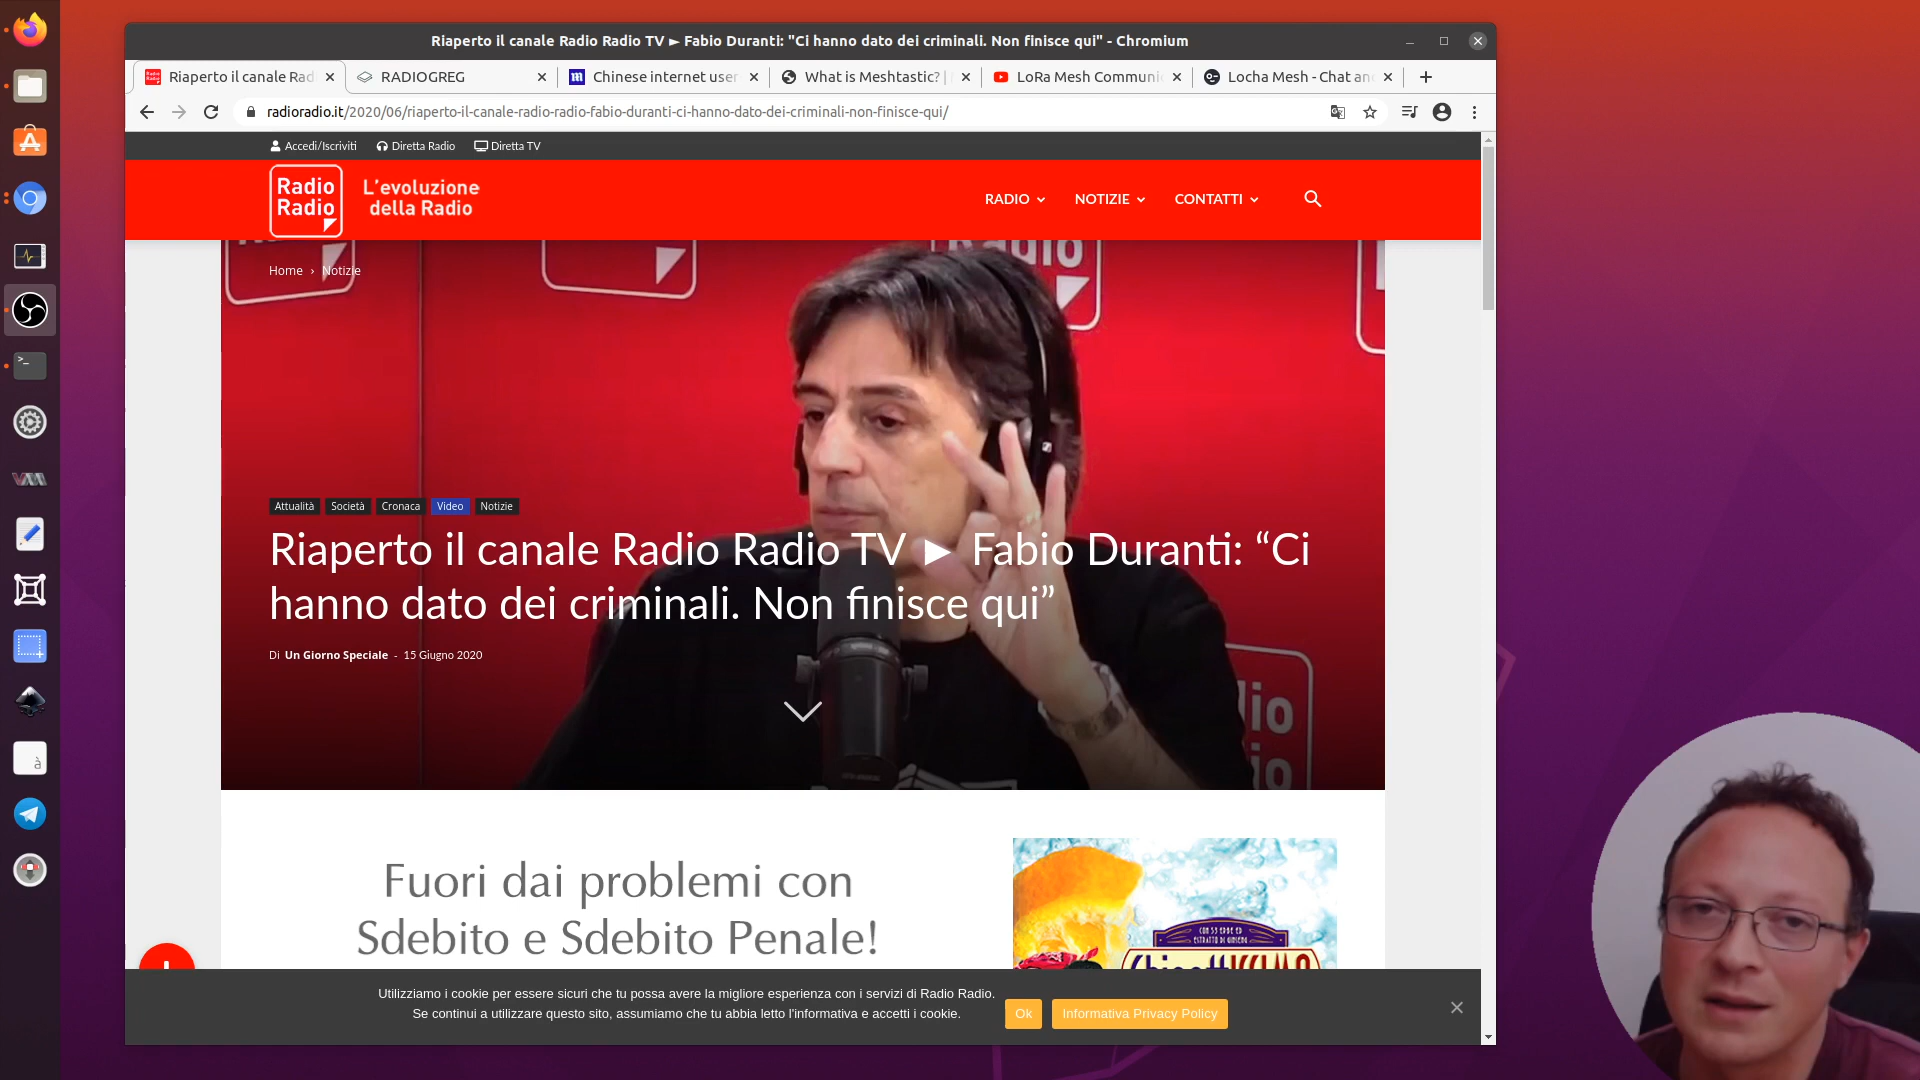 Riaperto il canale Radio Radio TV ► Fabio Duranti: "Ci hanno dato dei criminali. Non finisce qui" - Chromium
Riaperto il canale Rad
RADIOGREG
Chinese internet user
What is Meshtastic? |
LoRa Mesh Communi
Locha Mesh - Chat an
radioradio.it/2020/06/riaperto-il-canale-radio-radio-fabio-duranti-ci-hanno-dato-dei-criminali-non-finisce-qui/
Accedi/Iscriviti
Diretta Radio
Diretta TV
Radio
Radio
L'evoluzione
della Radio
RADIO
NOTIZIE
CONTATTI
Home › Notizie
Attualità
Società
Cronaca
Video
Notizie
Riaperto il canale Radio Radio TV ► Fabio Duranti: “Ci
hanno dato dei criminali. Non finisce qui”
Di Un Giorno Speciale - 15 Giugno 2020
Fuori dai problemi con
Sdebito e Sdebito Penale!
CON 53 ERBE ED
ESTRATTO DI GINSENG
Utilizziamo i cookie per essere sicuri che tu possa avere la migliore esperienza con i servizi di Radio Radio.
Se continui a utilizzare questo sito, assumiamo che tu abbia letto l'informativa e accetti i cookie.
Ok
Informativa Privacy Policy